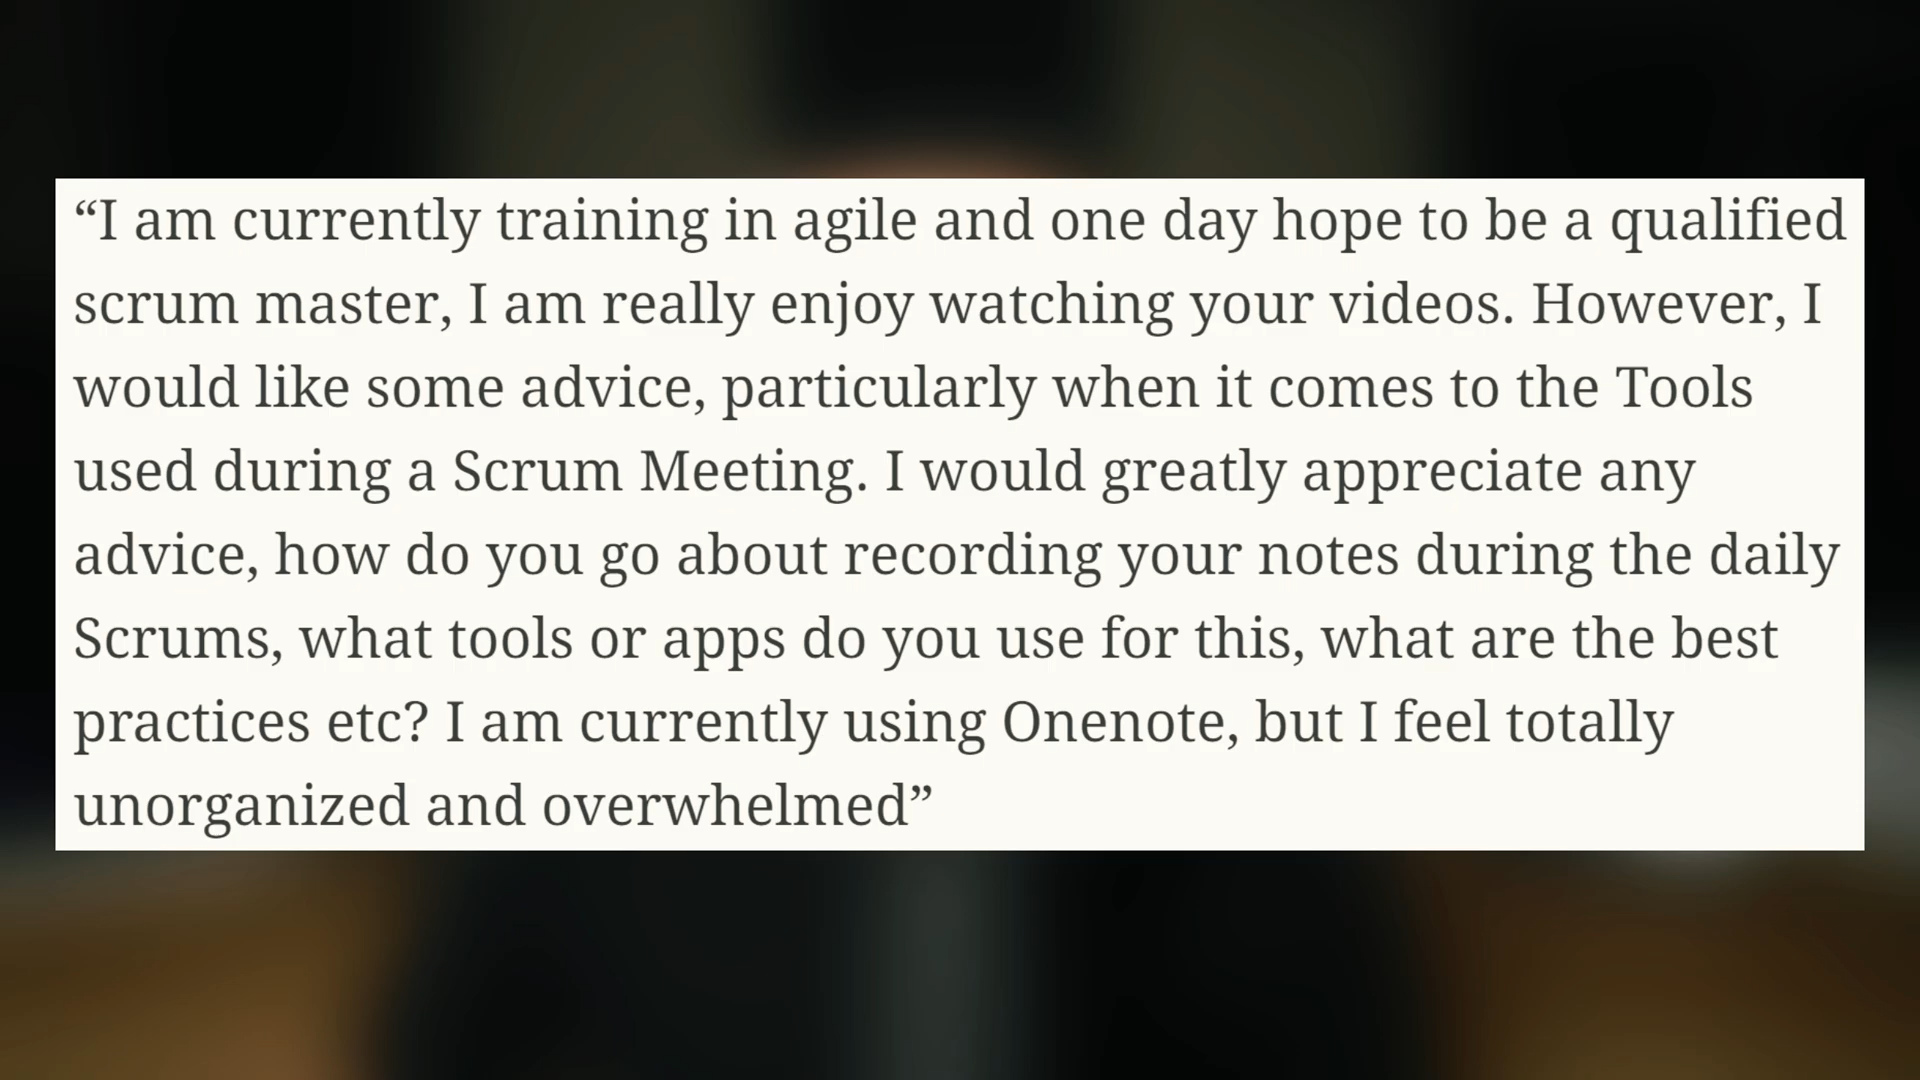 “I am currently training in agile and one day hope to be a qualified
scrum master, I am really enjoy watching your videos. However, I
would like some advice, particularly when it comes to the Tools
used during a Scrum Meeting. I would greatly appreciate any
advice, how do you go about recording your notes during the daily
Scrums, what tools or apps do you use for this, what are the best
practices etc? I am currently using Onenote, but I feel totally
unorganized and overwhelmed”